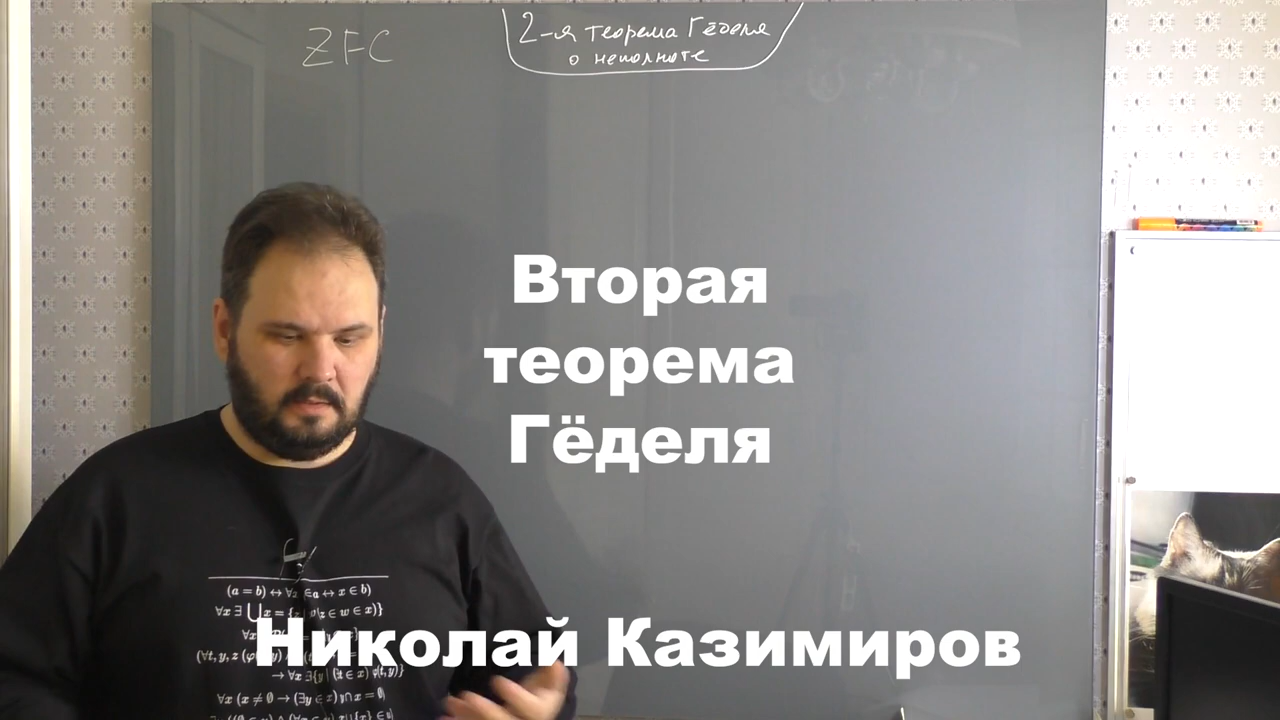 ZFC
2-я теорема Гёделя
о неполноте
Вторая
теорема
Гёделя
(a = b) ↔ ∀x
∈ a ↔ x ∈ b)
∀x ∃ ⋃x = {z |
z ∈ w ∈ x)}
Николай Казимиров
(∀t, y, z (φ
→ ∀x ∃{y | (t ∈ x) φ(t, y)}
∀x (x ≠ ∅ → (∃y ∈ x) y ∩ x = ∅)